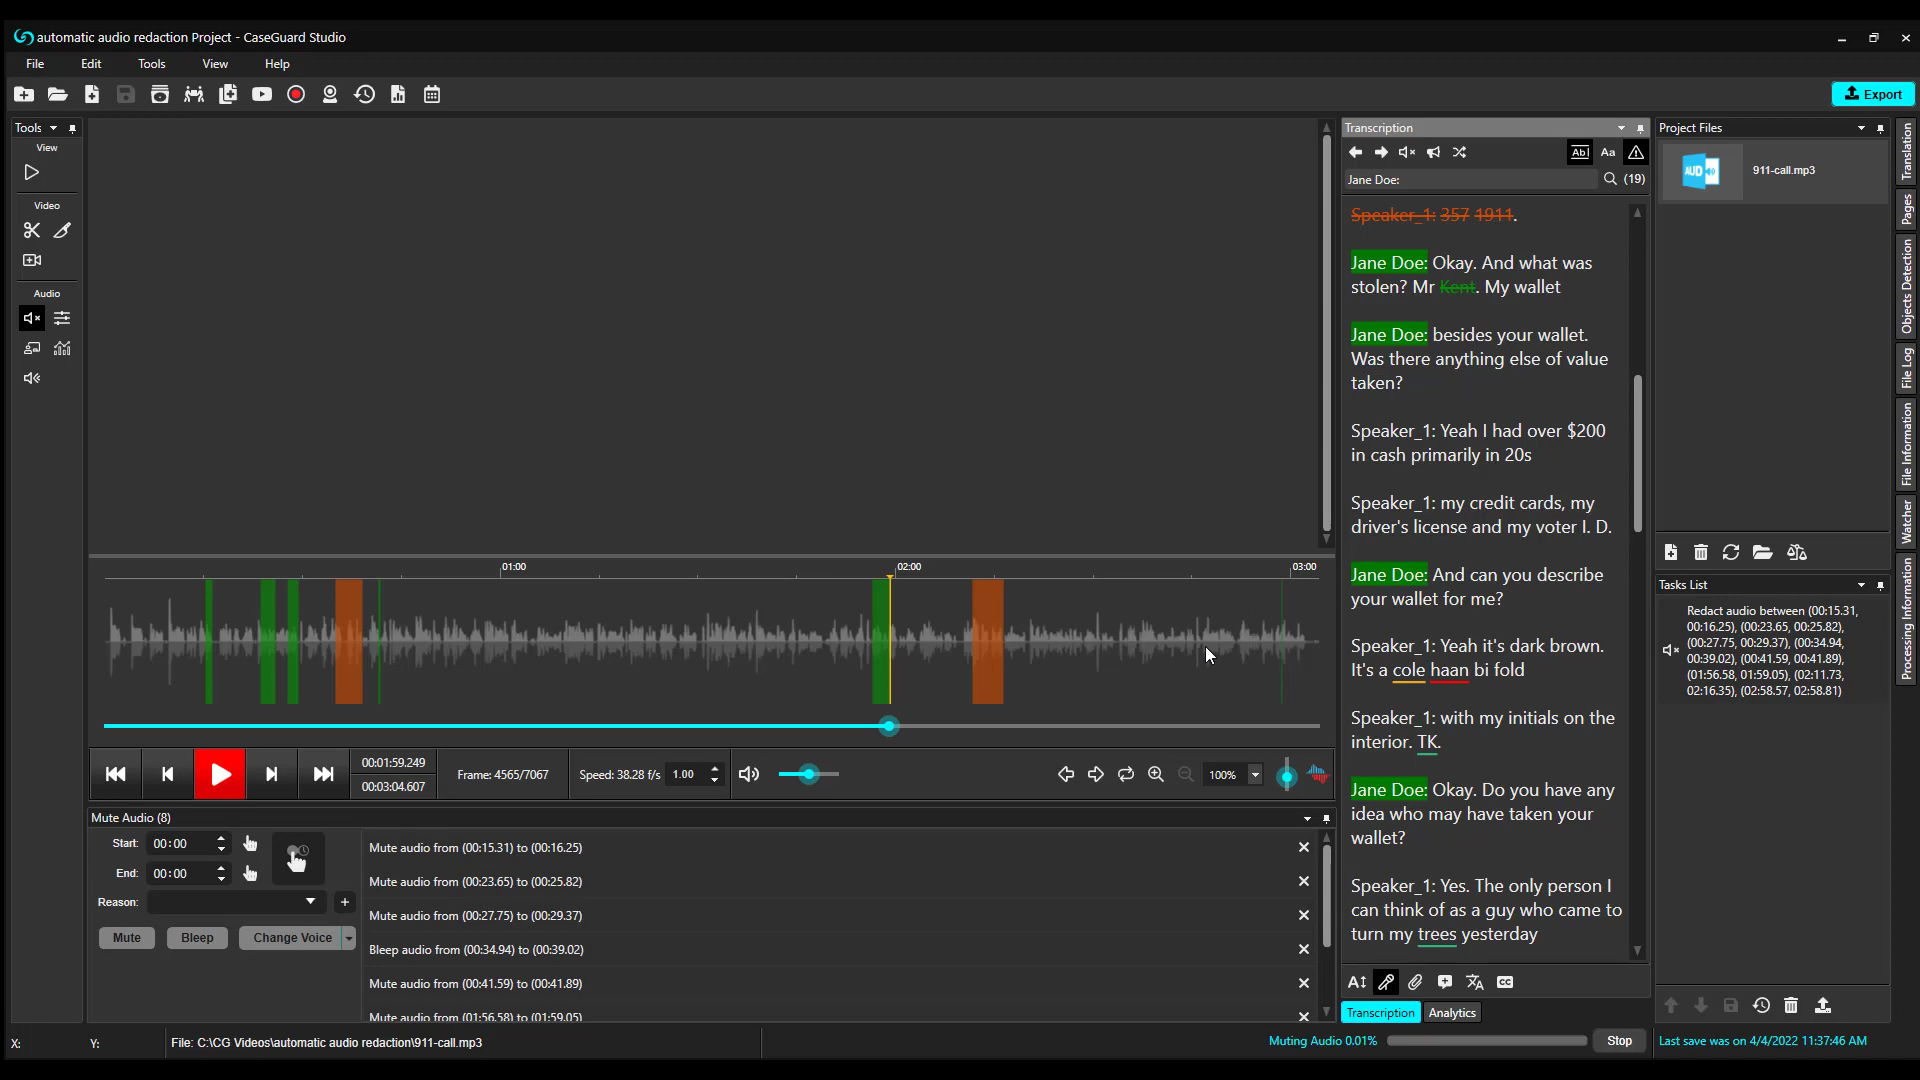 automatic audio redaction Project - CaseGuard Studio
File Edit Tools View Help
Export
Tools
View
Video
Audio
01:00 02:00 03:00
00:01:59.249
00:03:04.607
Frame: 4565/7067
Speed: 38.28 f/s 1.00
100%
Mute Audio (8)
Start: 00:00
End: 00:00
Reason:
Mute Bleep Change Voice
Mute audio from (00:15.31) to (00:16.25)
Mute audio from (00:23.65) to (00:25.82)
Mute audio from (00:27.75) to (00:29.37)
Bleep audio from (00:34.94) to (00:39.02)
Mute audio from (00:41.59) to (00:41.89)
Mute audio from (01:56.58) to (01:59.05)
Transcription
Ab| Aa
Jane Doe: (19)
Speaker_1: 357 1911.
Jane Doe: Okay. And what was
stolen? Mr Kent. My wallet
Jane Doe: besides your wallet.
Was there anything else of value
taken?
Speaker_1: Yeah I had over $200
in cash primarily in 20s
Speaker_1: my credit cards, my
driver's license and my voter I. D.
Jane Doe: And can you describe
your wallet for me?
Speaker_1: Yeah it's dark brown.
It's a cole haan bi fold
Speaker_1: with my initials on the
interior. TK.
Jane Doe: Okay. Do you have any
idea who may have taken your
wallet?
Speaker_1: Yes. The only person I
can think of as a guy who came to
turn my trees yesterday
A CC
Transcription Analytics
Project Files
AUD
911-call.mp3
Tasks List
Redact audio between (00:15.31,
00:16.25), (00:23.65, 00:25.82),
(00:27.75, 00:29.37), (00:34.94,
00:39.02), (00:41.59, 00:41.89),
(01:56.58, 01:59.05), (02:11.73,
02:16.35), (02:58.57, 02:58.81)
Translation
Pages
Objects Detection
File Log
File Information
Watcher
Processing Information
X: Y: File: C:\CG Videos\automatic audio redaction\911-call.mp3
Muting Audio 0.01% Stop
Last save was on 4/4/2022 11:37:46 AM